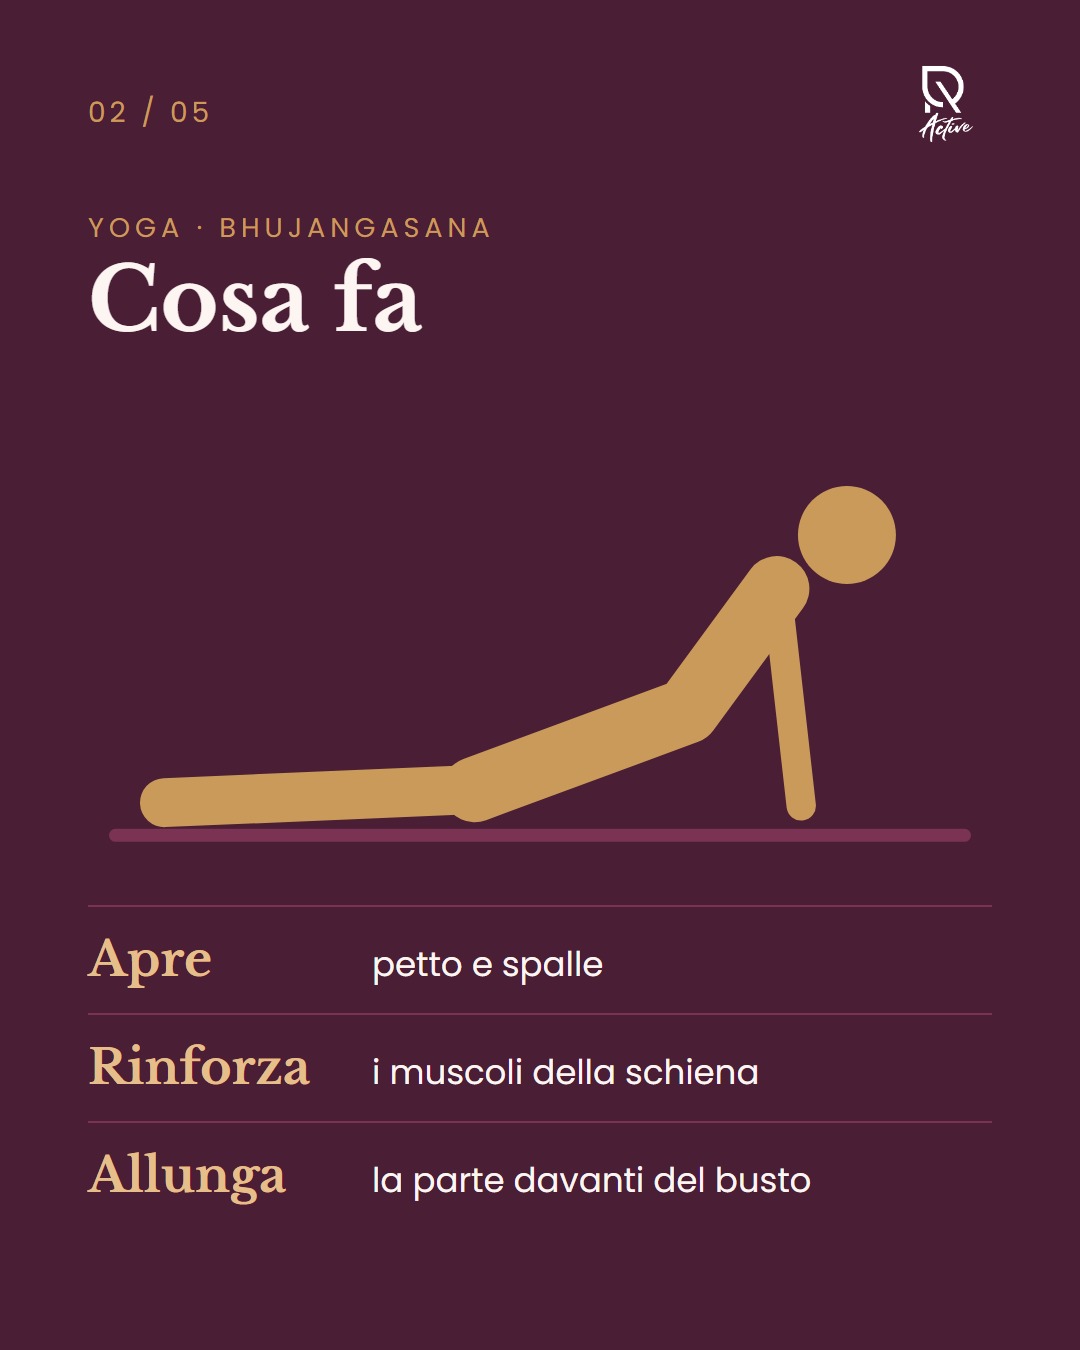 02 / 05
Active
YOGA · BHUJANGASANA
Cosa fa
Apre petto e spalle
Rinforza i muscoli della schiena
Allunga la parte davanti del busto